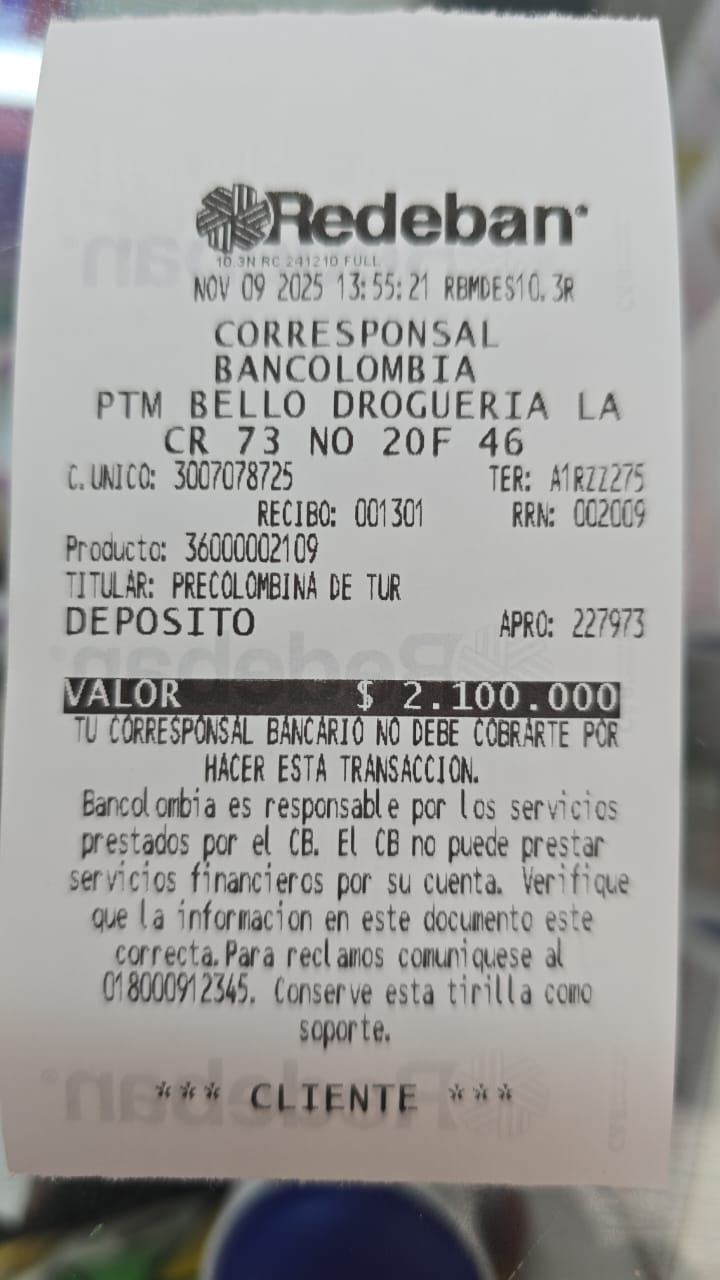 Redeban
10.3N RC 241210 FULL
NOV 09 2025 13:55:21 RBMDES10.3R
CORRESPONSAL
BANCOLOMBIA
PTM BELLO DROGUERIA LA
CR 73 NO 20F 46
C.UNICO: 3007078725 TER: A1RZZ275
RECIBO: 001301 RRN: 002009
Producto: 36000002109
TITULAR: PRECOLOMBINA DE TUR
DEPOSITO APRO: 227973
VALOR $ 2.100.000
TU CORRESPONSAL BANCARIO NO DEBE COBRARTE POR
HACER ESTA TRANSACCION.
Bancolombia es responsable por los servicios
prestados por el CB. El CB no puede prestar
servicios financieros por su cuenta. Verifique
que la informacion en este documento este
correcta.Para reclamos comuniquese al
018000912345. Conserve esta tirilla como
soporte.
*** CLIENTE ***